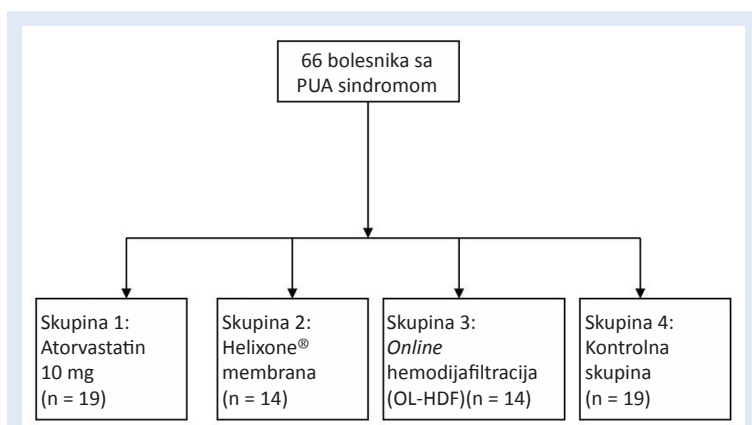 66 bolesnika sa
PUA sindromom
Skupina 1:
Atorvastatin
10 mg
(n = 19)
Skupina 2:
Helixone®
membrana
(n = 14)
Skupina 3:
Online
hemodijafiltracija
(OL-HDF)(n = 14)
Skupina 4:
Kontrolna
skupina
(n = 19)